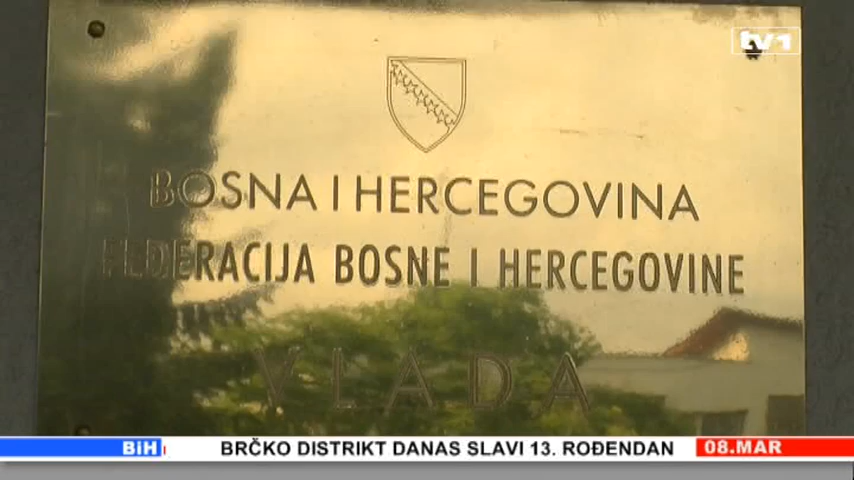 tv1
BOSNA I HERCEGOVINA
FEDERACIJA BOSNE I HERCEGOVINE
VLADA
BiH
BRČKO DISTRIKT DANAS SLAVI 13. ROĐENDAN
08.MAR